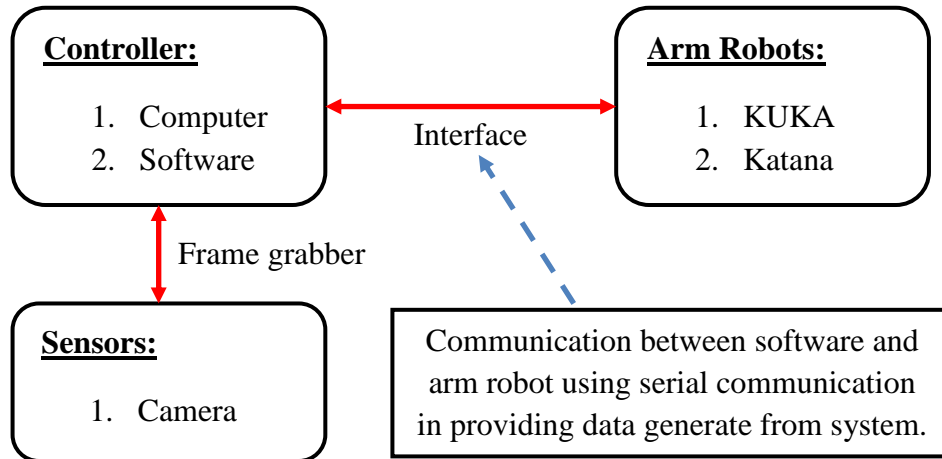 Controller:
1. Computer
2. Software
Arm Robots:
1. KUKA
2. Katana
Interface
Frame grabber
Sensors:
1. Camera
Communication between software and
arm robot using serial communication
in providing data generate from system.